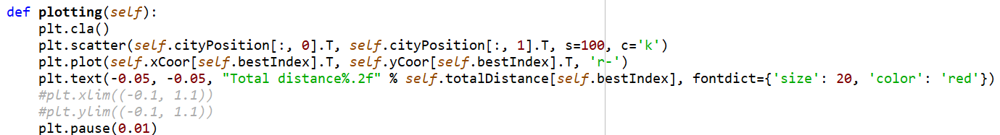 def plotting(self):
    plt.cla()
    plt.scatter(self.cityPosition[:, 0].T, self.cityPosition[:, 1].T, s=100, c='k')
    plt.plot(self.xCoor[self.bestIndex].T, self.yCoor[self.bestIndex].T, 'r-')
    plt.text(-0.05, -0.05, "Total distance%.2f" % self.totalDistance[self.bestIndex], fontdict={'size': 20, 'color': 'red'})
    #plt.xlim((-0.1, 1.1))
    #plt.ylim((-0.1, 1.1))
    plt.pause(0.01)